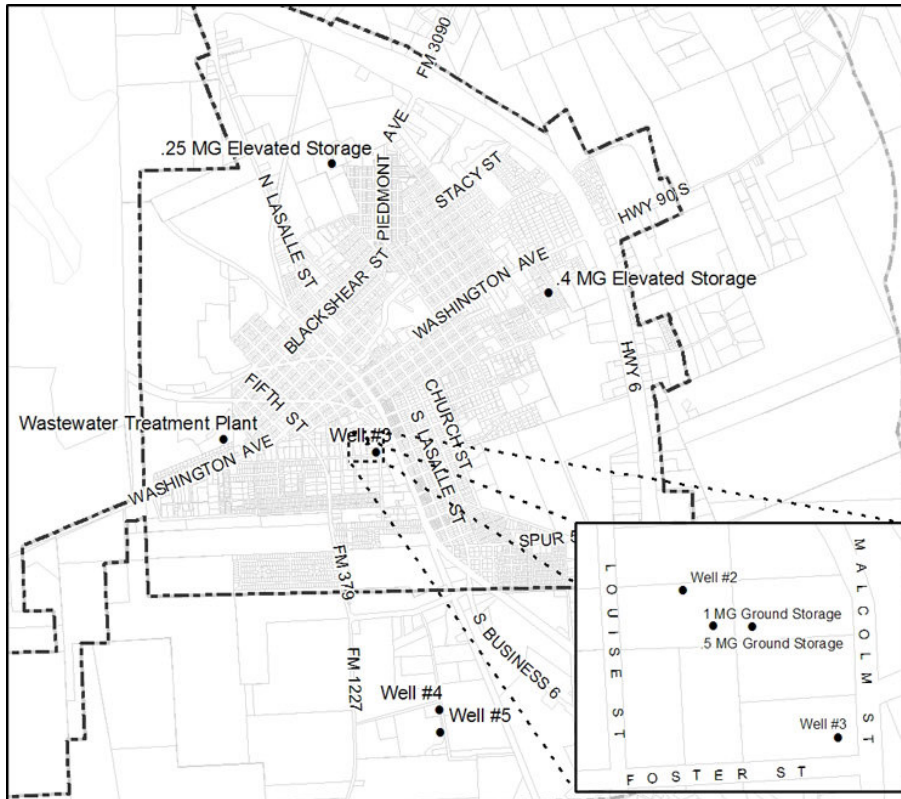 FM 3090
.25 MG Elevated Storage
PIEDMONT AVE
STACY ST
N LASALLE ST
HWY 90 S
BLACKSHEAR ST
WASHINGTON AVE
.4 MG Elevated Storage
HWY 6
FIFTH ST
CHURCH ST
Wastewater Treatment Plant
Well #3
S LASALLE ST
WASHINGTON AVE
SPUR
FM 379
S BUSINESS 6
FM 1227
Well #4
Well #5
LOUISE ST
MALCOLM ST
Well #2
1 MG Ground Storage
.5 MG Ground Storage
Well #3
FOSTER ST